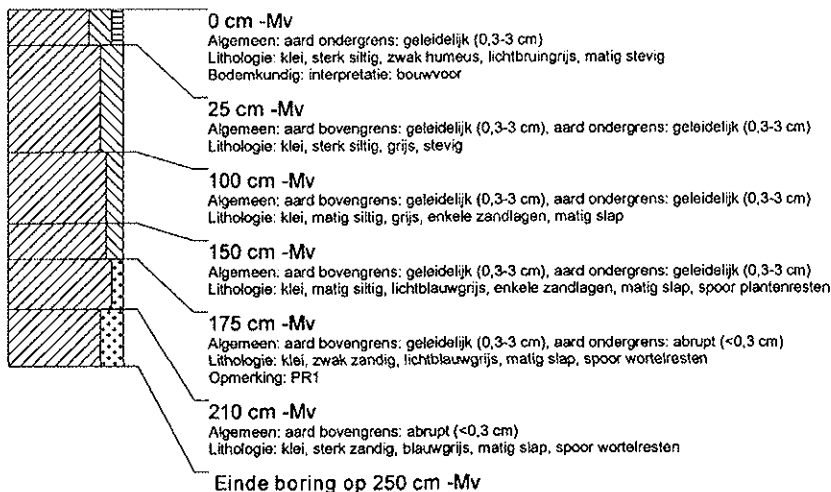 0 cm -Mv
Algemeen: aard ondergrens: geleidelijk (0,3-3 cm)
Lithologie: klei, sterk siltig, zwak humeus, lichtbruingrijs, matig stevig
Bodemkundig: interpretatie: bouwvoor
25 cm -Mv
Algemeen: aard bovengrens: geleidelijk (0,3-3 cm), aard ondergrens: geleidelijk (0,3-3 cm)
Lithologie: klei, sterk siltig, grijs, stevig
100 cm -Mv
Algemeen: aard bovengrens: geleidelijk (0,3-3 cm), aard ondergrens: geleidelijk (0,3-3 cm)
Lithologie: klei, matig siltig, grijs, enkele zandlagen, matig slap
150 cm -Mv
Algemeen: aard bovengrens: geleidelijk (0,3-3 cm), aard ondergrens: geleidelijk (0,3-3 cm)
Lithologie: klei, matig siltig, lichtblauwgrijs, enkele zandlagen, matig slap, spoor plantenresten
175 cm -Mv
Algemeen: aard bovengrens: geleidelijk (0,3-3 cm), aard ondergrens: abrupt (<0,3 cm)
Lithologie: klei, zwak zandig, lichtblauwgrijs, matig slap, spoor wortelresten
Opmerking: PR1
210 cm -Mv
Algemeen: aard bovengrens: abrupt (<0,3 cm)
Lithologie: klei, sterk zandig, blauwgrijs, matig slap, spoor wortelresten
Einde boring op 250 cm -Mv